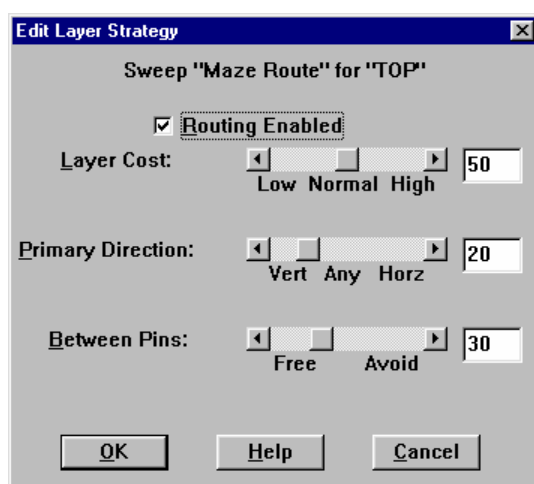 Edit Layer Strategy
Sweep "Maze Route" for "TOP"
Routing Enabled
Layer Cost:
50
Low Normal High
Primary Direction:
20
Vert Any Horz
Between Pins:
30
Free Avoid
OK Help Cancel